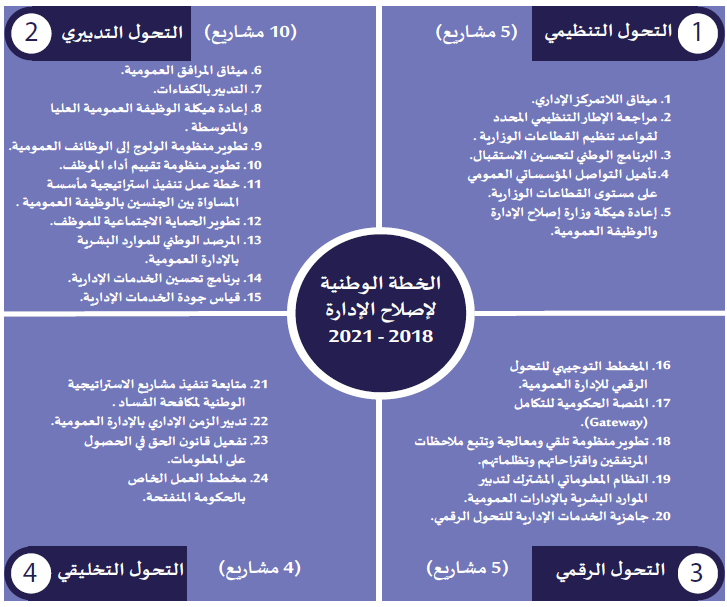 1 التحول التنظيمي (5 مشاريع)
1. ميثاق اللاتمركز الإداري.
2. مراجعة الإطار التنظيمي المحدد
لقواعد تنظيم القطاعات الوزارية .
3. البرنامج الوطني لتحسين الاستقبال.
4. تأهيل التواصل المؤسساتي العمومي
على مستوى القطاعات الوزارية.
5. إعادة هيكلة وزارة إصلاح الإدارة
والوظيفة العمومية.
2 التحول التدبيري (10 مشاريع)
6. ميثاق المرافق العمومية.
7. التدبير بالكفاءات.
8. إعادة هيكلة الوظيفة العمومية العليا
والمتوسطة .
9. تطوير منظومة الولوج إلى الوظائف العمومية.
10. تطوير منظومة تقييم أداء الموظف.
11. خطة عمل تنفيذ استراتيجية مأسسة
المساواة بين الجنسين بالوظيفة العمومية .
12. تطوير الحماية الاجتماعية للموظف.
13. المرصد الوطني للموارد البشرية
بالإدارة العمومية.
14. برنامج تحسين الخدمات الإدارية.
15. قياس جودة الخدمات الإدارية.
الخطة الوطنية
لإصلاح الإدارة
2018 - 2021
16. المخطط التوجيهي للتحول
الرقمي للإدارة العمومية.
17. المنصة الحكومية للتكامل
(Gateway).
18. تطوير منظومة تلقي ومعالجة وتتبع ملاحظات
المرتفقين واقتراحاتهم وتظلماتهم.
19. النظام المعلوماتي المشترك لتدبير
الموارد البشرية بالإدارات العمومية.
20. جاهزية الخدمات الإدارية للتحول الرقمي.
3 التحول الرقمي (5 مشاريع)
21. متابعة تنفيذ مشاريع الاستراتيجية
الوطنية لمكافحة الفساد .
22. تدبير الزمن الإداري بالإدارة العمومية.
23. تفعيل قانون الحق في الحصول
على المعلومات.
24. مخطط العمل الخاص
بالحكومة المنفتحة.
4 التحول التخليقي (4 مشاريع)